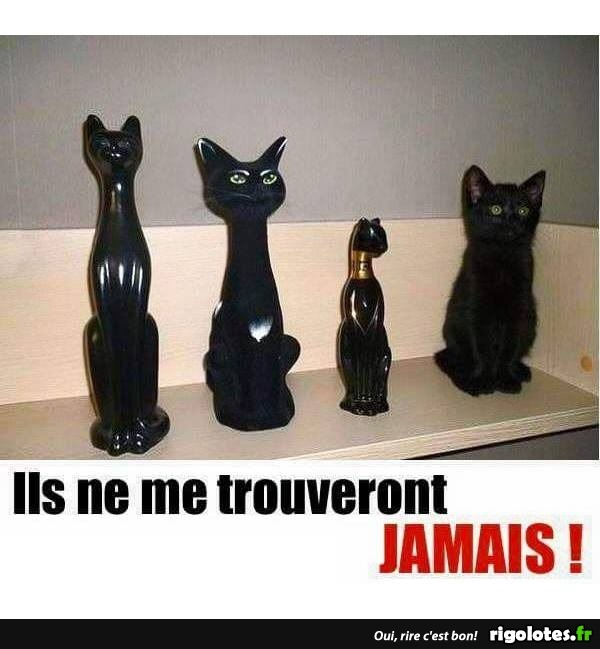 Ils ne me trouveront
JAMAIS !
Oui, rire c'est bon! rigolotes.fr